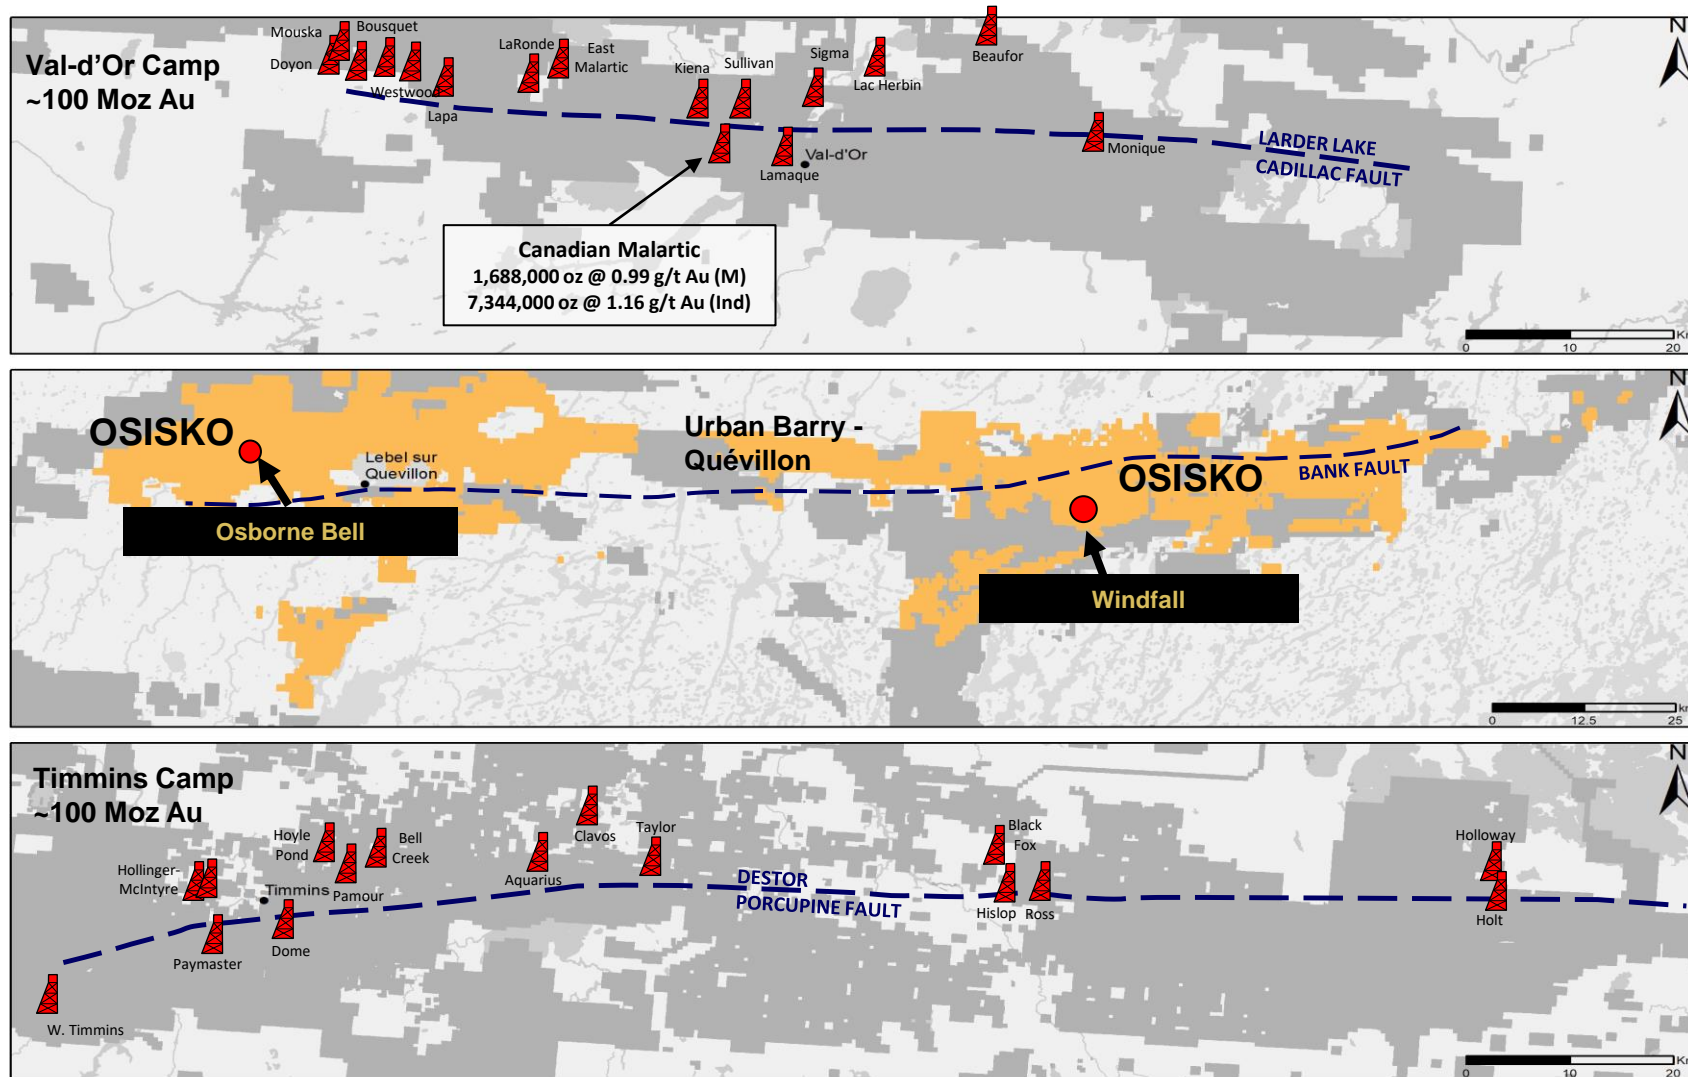 Val-d'Or Camp
~100 Moz Au
Mouska
Bousquet
Doyon
Westwood
Lapa
LaRonde
East
Malartic
Kiena
Sullivan
Sigma
Lac Herbin
Beaufor
Lamaque
Val-d'Or
Monique
LARDER LAKE
CADILLAC FAULT
Canadian Malartic
1,688,000 oz @ 0.99 g/t Au (M)
7,344,000 oz @ 1.16 g/t Au (Ind)
N
0 10 20 Km
OSISKO
Lebel sur
Quevillon
Osborne Bell
Urban Barry -
Quévillon
OSISKO
BANK FAULT
Windfall
N
0 12.5 25 km
Timmins Camp
~100 Moz Au
Hollinger-
McIntyre
Hoyle
Pond
Bell
Creek
Timmins
Pamour
Paymaster
Dome
W. Timmins
Aquarius
Clavos
Taylor
DESTOR
PORCUPINE FAULT
Black
Fox
Hislop
Ross
Holloway
Holt
N
0 10 20 Km